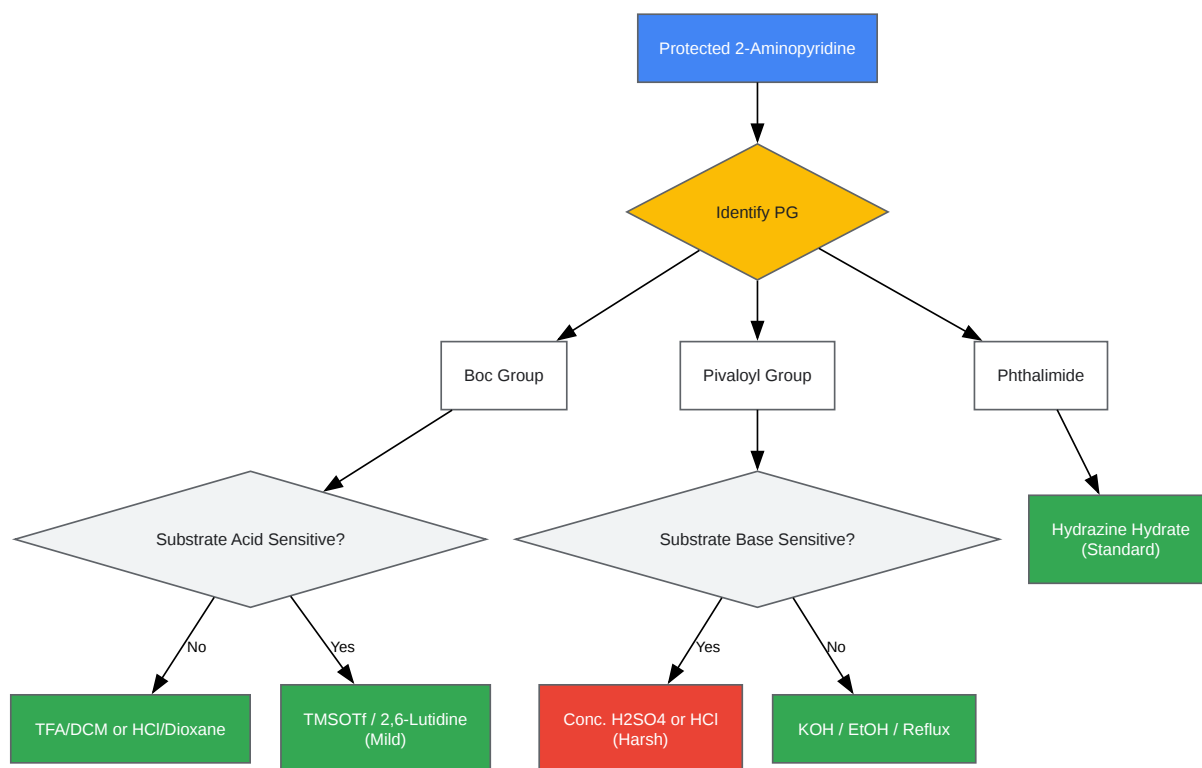 Protected 2-Aminopyridine
Identify PG
Boc Group
Pivaloyl Group
Phthalimide
Substrate Acid Sensitive?
Substrate Base Sensitive?
Hydrazine Hydrate
(Standard)
No
Yes
Yes
No
TFA/DCM or HCl/Dioxane
TMSOTf / 2,6-Lutidine
(Mild)
Conc. H2SO4 or HCl
(Harsh)
KOH / EtOH / Reflux